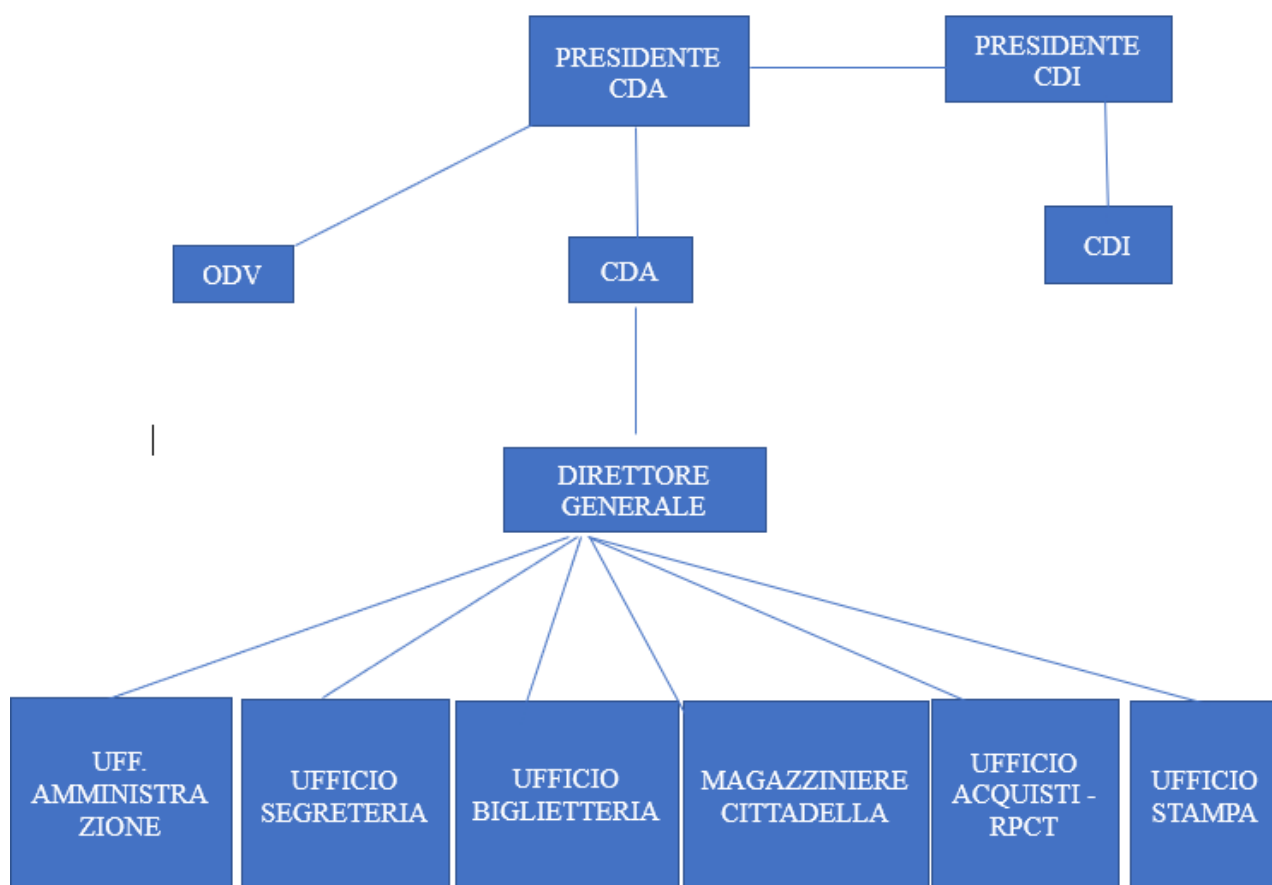 PRESIDENTE
CDA
PRESIDENTE
CDI
ODV
CDA
CDI
DIRETTORE
GENERALE
UFF.
AMMINISTRA
ZIONE
UFFICIO
SEGRETERIA
UFFICIO
BIGLIETTERIA
MAGAZZINIERE
CITTADELLA
UFFICIO
ACQUISTI -
RPCT
UFFICIO
STAMPA